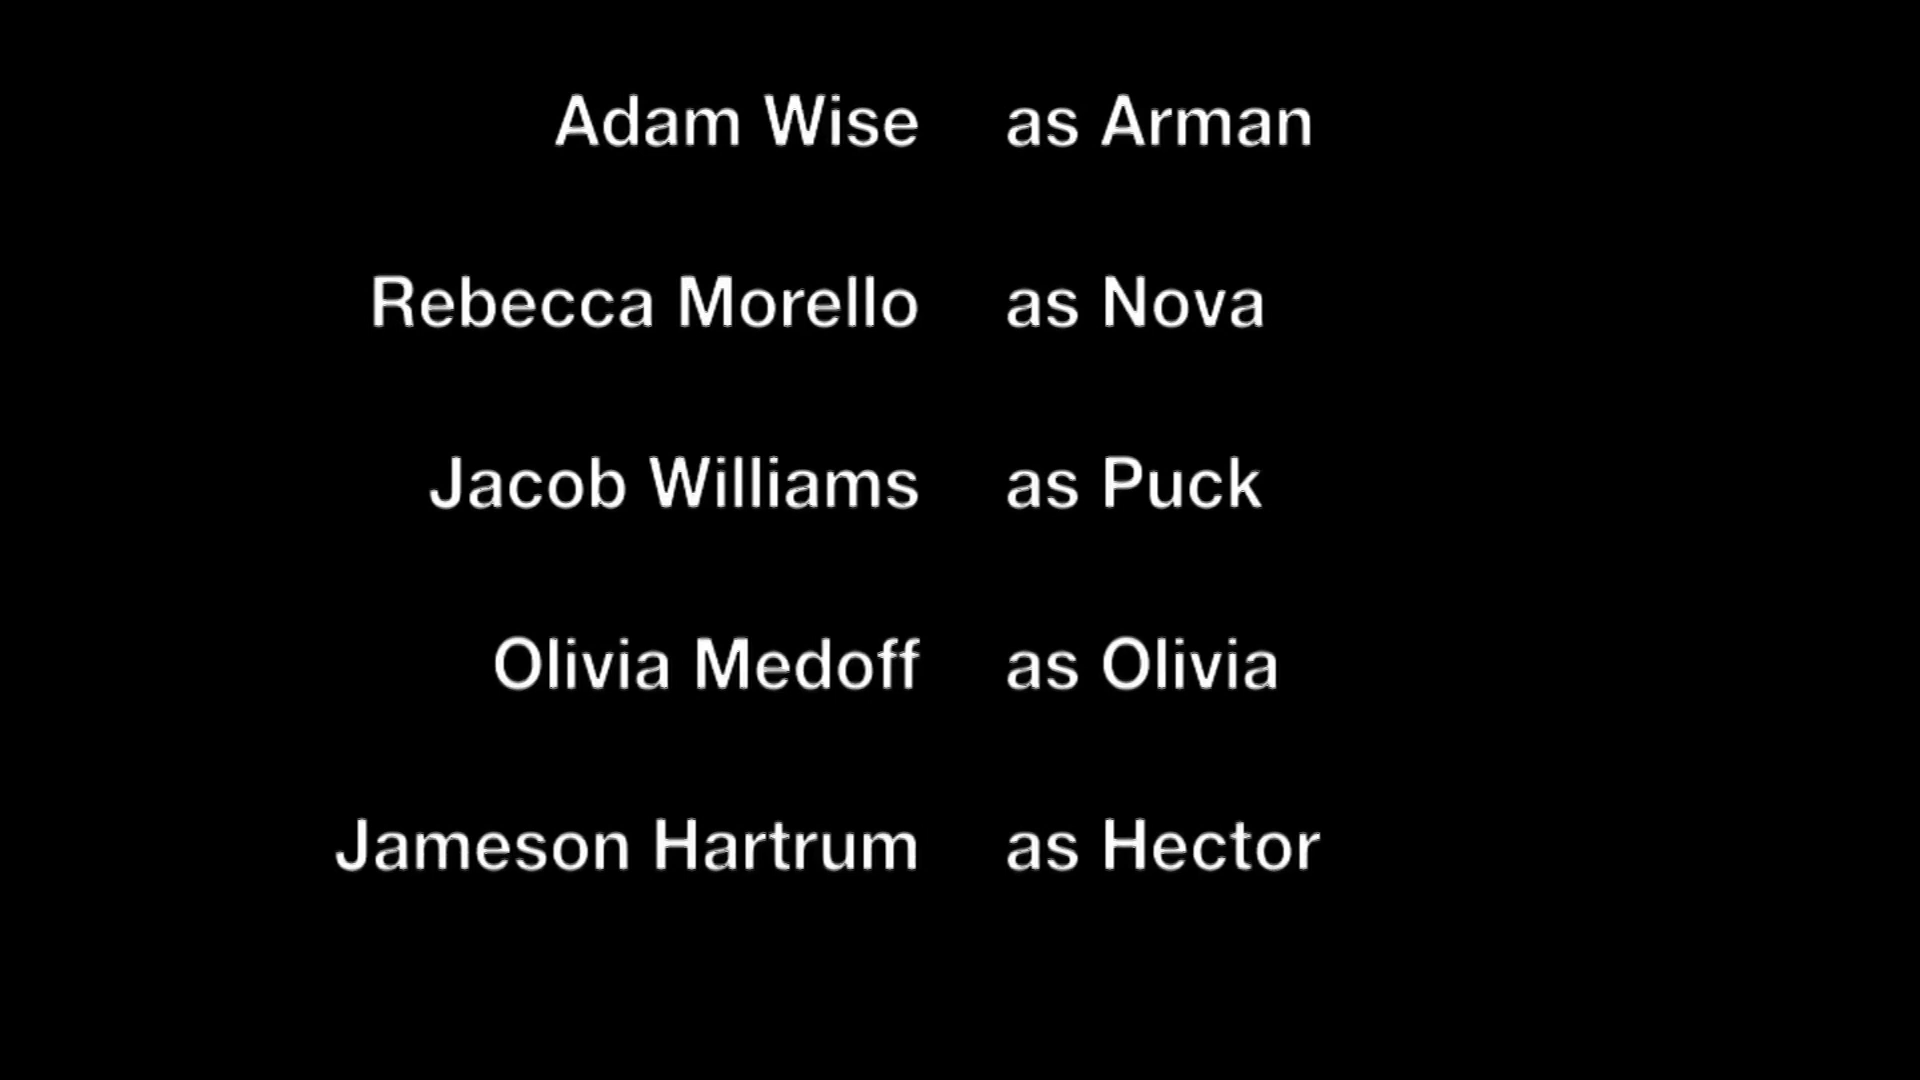 Adam Wise as Arman
Rebecca Morello as Nova
Jacob Williams as Puck
Olivia Medoff as Olivia
Jameson Hartrum as Hector